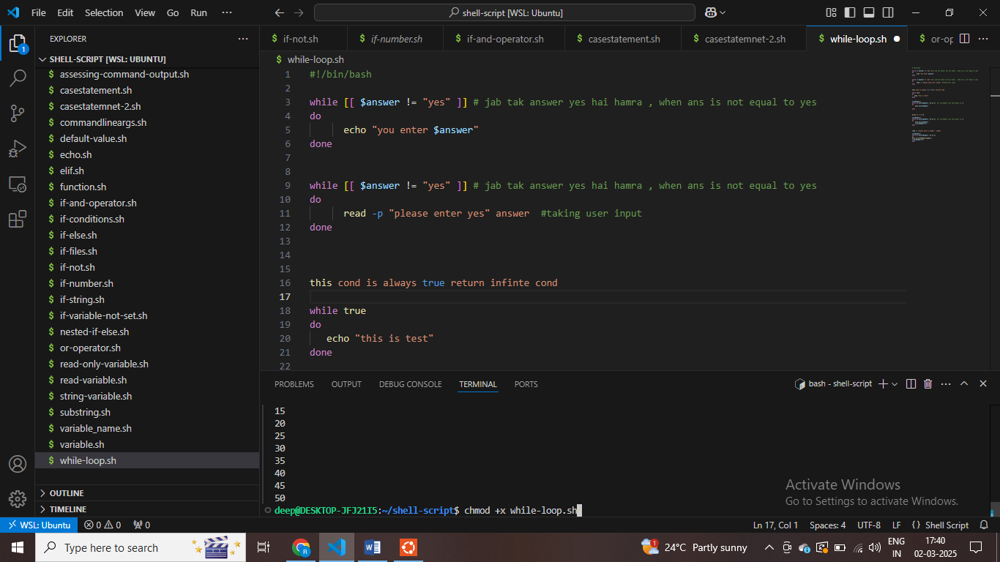 File Edit Selection View Go Run ··· shell-script [WSL: Ubuntu]
EXPLORER ···
SHELL-SCRIPT [WSL: UBUNTU]
$ assessing-command-output.sh
$ casestatement.sh
$ casestatemnet-2.sh
$ commandlineargs.sh
$ default-value.sh
$ echo.sh
$ elif.sh
$ function.sh
$ if-and-operator.sh
$ if-conditions.sh
$ if-else.sh
$ if-files.sh
$ if-not.sh
$ if-number.sh
$ if-string.sh
$ if-variable-not-set.sh
$ nested-if-else.sh
$ or-operator.sh
$ read-only-variable.sh
$ read-variable.sh
$ string-variable.sh
$ substring.sh
$ variable_name.sh
$ variable.sh
$ while-loop.sh
OUTLINE
TIMELINE
1
$ if-not.sh $ if-number.sh $ if-and-operator.sh $ casestatement.sh $ casestatemnet-2.sh $ while-loop.sh ● $ or-op ···
$ while-loop.sh
1 #!/bin/bash
2
3 while [[ $answer != "yes" ]] # jab tak answer yes hai hamra , when ans is not equal to yes
4 do
5 echo "you enter $answer"
6 done
7
8
9 while [[ $answer != "yes" ]] # jab tak answer yes hai hamra , when ans is not equal to yes
10 do
11 read -p "please enter yes" answer #taking user input
12 done
13
14
15
16 this cond is always true return infinte cond
17
18 while true
19 do
20 echo "this is test"
21 done
22
PROBLEMS OUTPUT DEBUG CONSOLE TERMINAL PORTS bash - shell-script
15
20
25
30
35
40
45
50
deep@DESKTOP-JFJ21I5:~/shell-script$ chmod +x while-loop.sh
Activate Windows
Go to Settings to activate Windows.
WSL: Ubuntu 0 0 0 Ln 17, Col 1 Spaces: 4 UTF-8 LF {} Shell Script
Type here to search 24°C Partly sunny ENG IN 17:40 02-03-2025